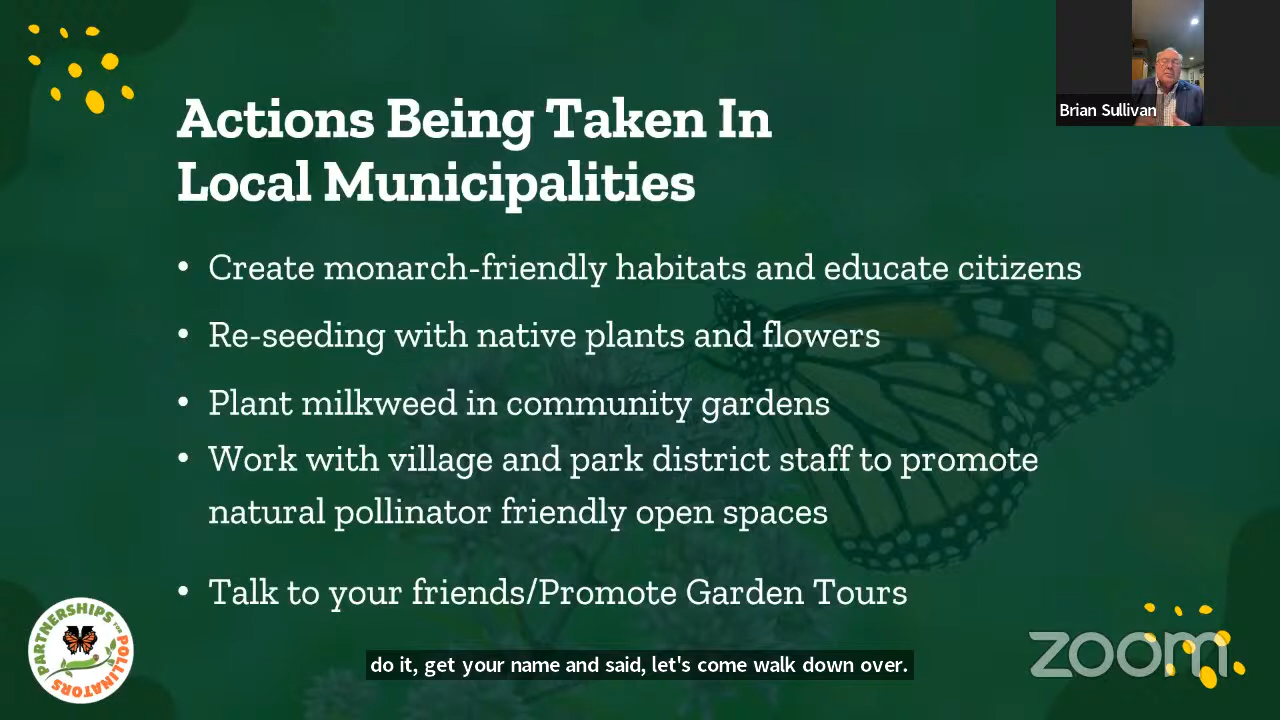 Brian Sullivan
Actions Being Taken In
Local Municipalities
• Create monarch-friendly habitats and educate citizens
• Re-seeding with native plants and flowers
• Plant milkweed in community gardens
• Work with village and park district staff to promote
natural pollinator friendly open spaces
• Talk to your friends/Promote Garden Tours
PARTNERSHIPS FOR
POLLINATORS
do it, get your name and said, let's come walk down over.
zoom